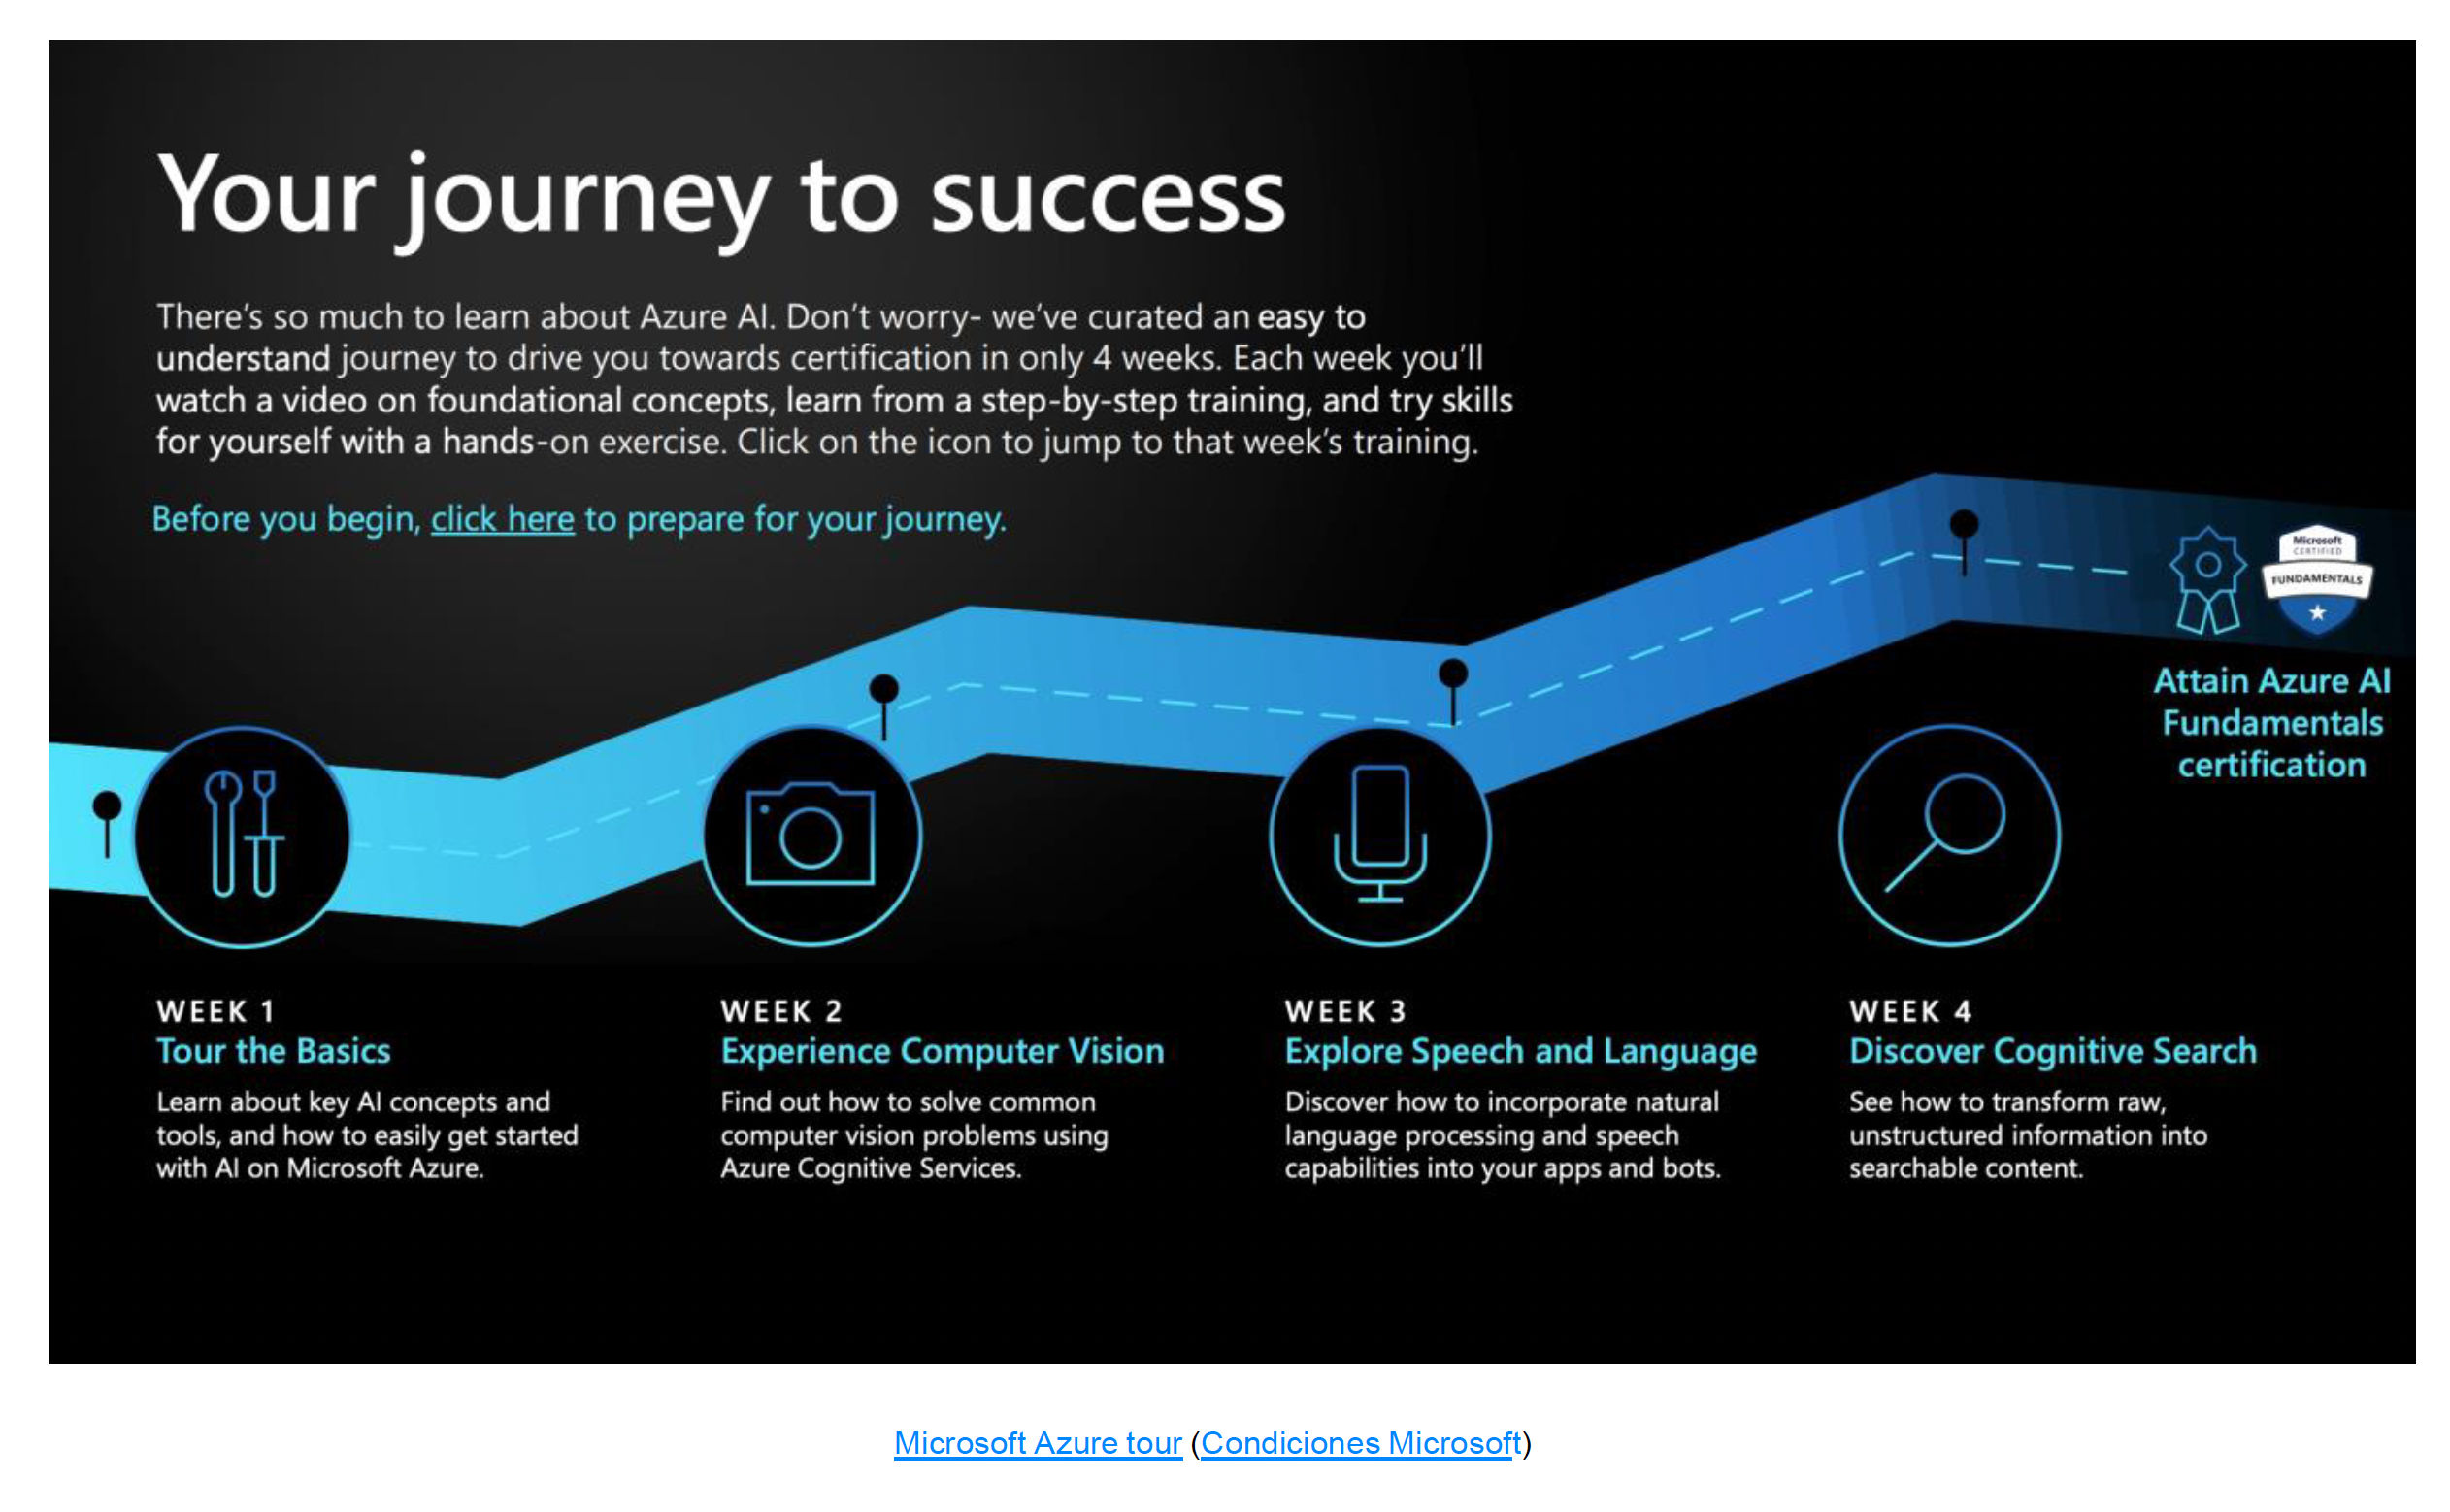 Your journey to success
There's so much to learn about Azure AI. Don't worry- we've curated an easy to
understand journey to drive you towards certification in only 4 weeks. Each week you'll
watch a video on foundational concepts, learn from a step-by-step training, and try skills
for yourself with a hands-on exercise. Click on the icon to jump to that week's training.
Before you begin, click here to prepare for your journey.
Microsoft
CERTIFIED
FUNDAMENTALS
Attain Azure AI
Fundamentals
certification
WEEK 1
Tour the Basics
Learn about key AI concepts and
tools, and how to easily get started
with AI on Microsoft Azure.
WEEK 2
Experience Computer Vision
Find out how to solve common
computer vision problems using
Azure Cognitive Services.
WEEK 3
Explore Speech and Language
Discover how to incorporate natural
language processing and speech
capabilities into your apps and bots.
WEEK 4
Discover Cognitive Search
See how to transform raw,
unstructured information into
searchable content.
Microsoft Azure tour (Condiciones Microsoft)